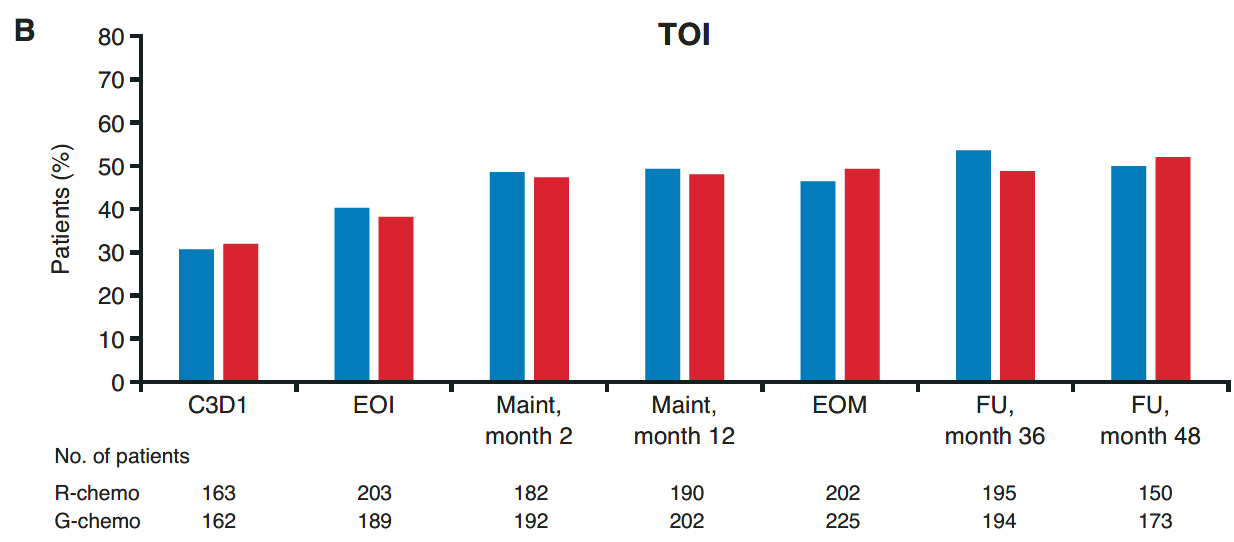 B
TOI
Patients (%)
80
70
60
50
40
30
20
10
0
C3D1 EOI Maint, Maint, EOM FU, FU,
month 2 month 12 month 36 month 48
No. of patients
R-chemo 163 203 182 190 202 195 150
G-chemo 162 189 192 202 225 194 173